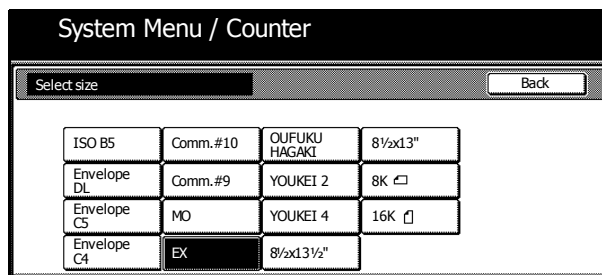 System Menu / Counter
Select size
Back
ISO B5
Comm.#10
OUFUKU
HAGAKI
8½x13"
Envelope
DL
Comm.#9
YOUKEI 2
8K
Envelope
C5
MO
YOUKEI 4
16K
Envelope
C4
EX
8½x13½"